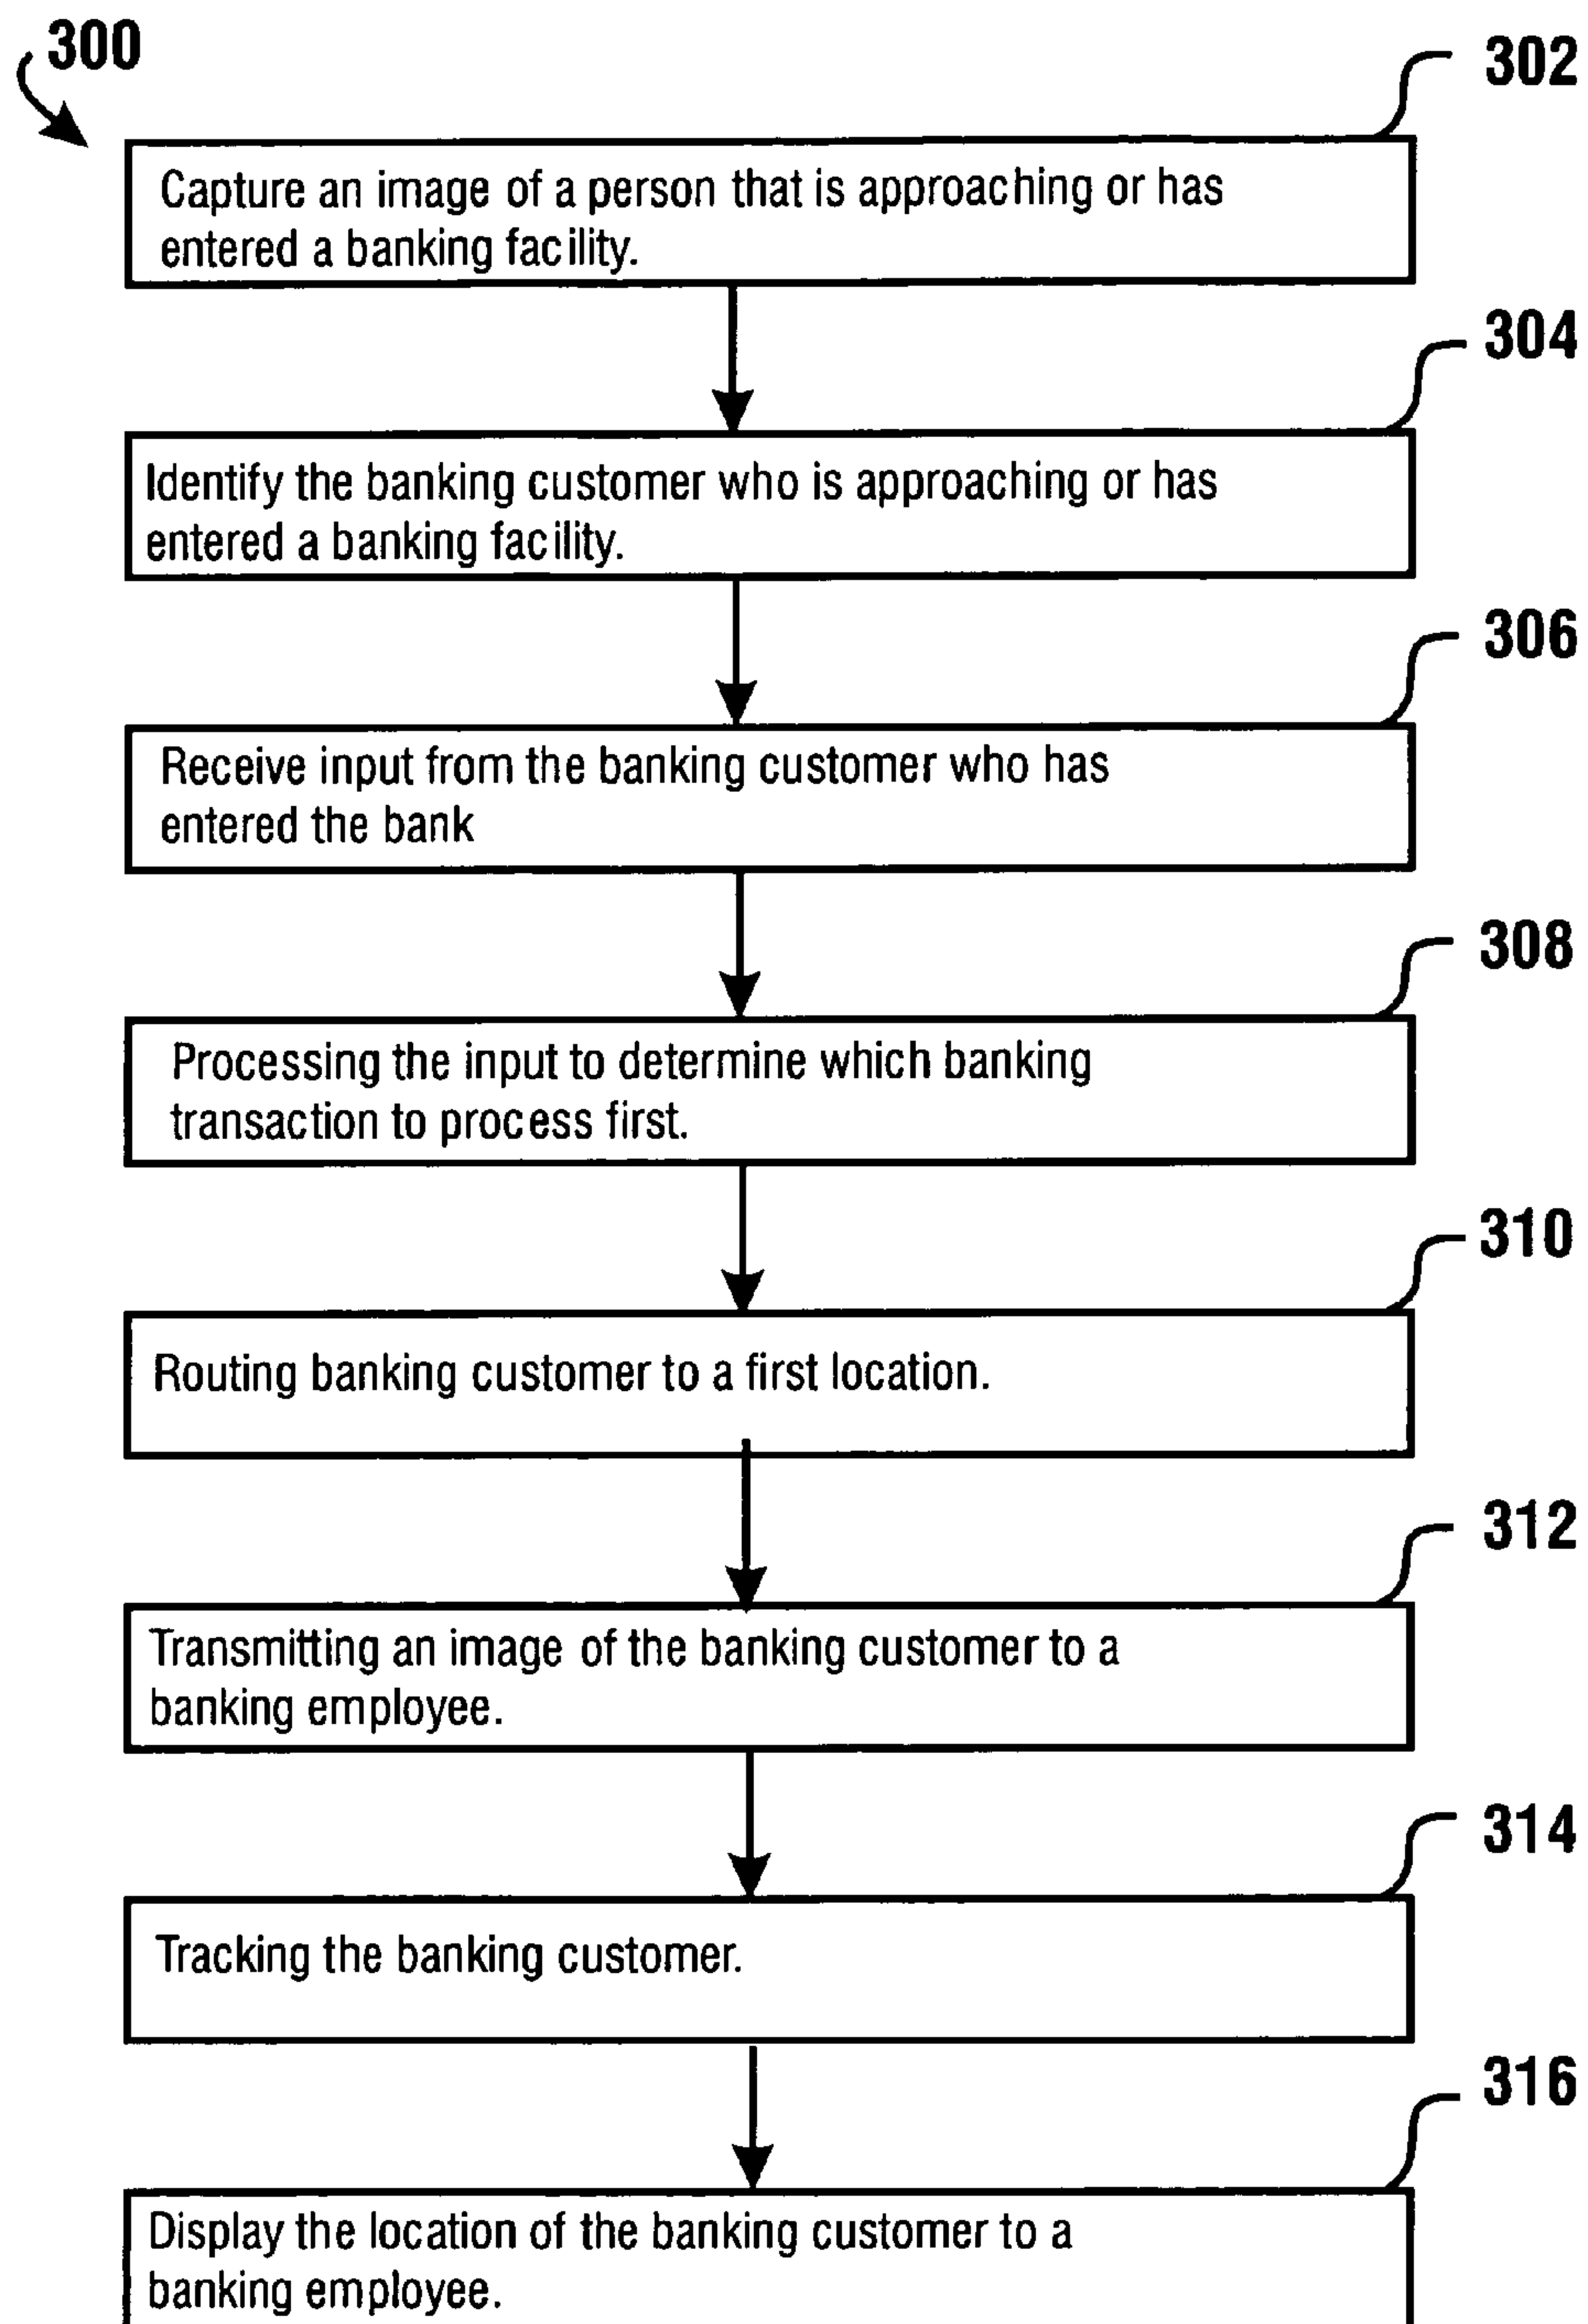 300
302
Capture an image of a person that is approaching or has
entered a banking facility.
304
Identify the banking customer who is approaching or has
entered a banking facility.
306
Receive input from the banking customer who has
entered the bank
308
Processing the input to determine which banking
transaction to process first.
310
Routing banking customer to a first location.
312
Transmitting an image of the banking customer to a
banking employee.
314
Tracking the banking customer.
316
Display the location of the banking customer to a
banking employee.